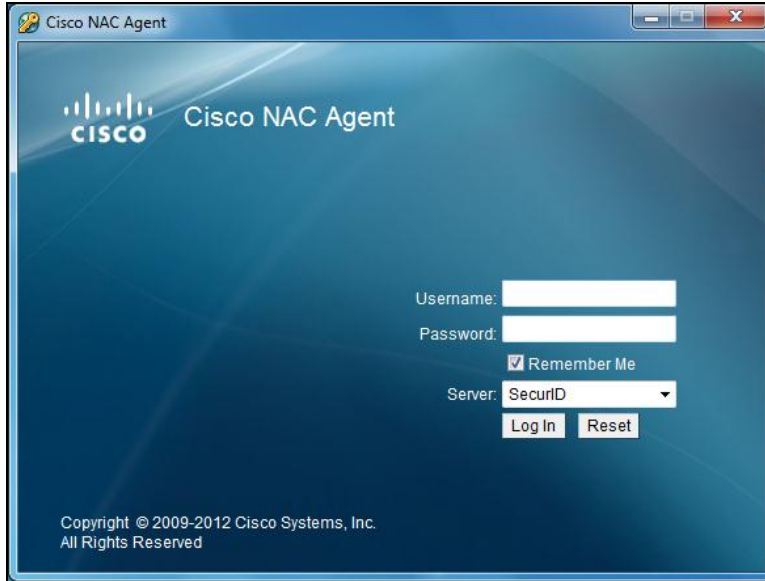 Cisco NAC Agent
CISCO
Cisco NAC Agent
Username:
Password:
Remember Me
Server: SecurID
Log In Reset
Copyright © 2009-2012 Cisco Systems, Inc.
All Rights Reserved